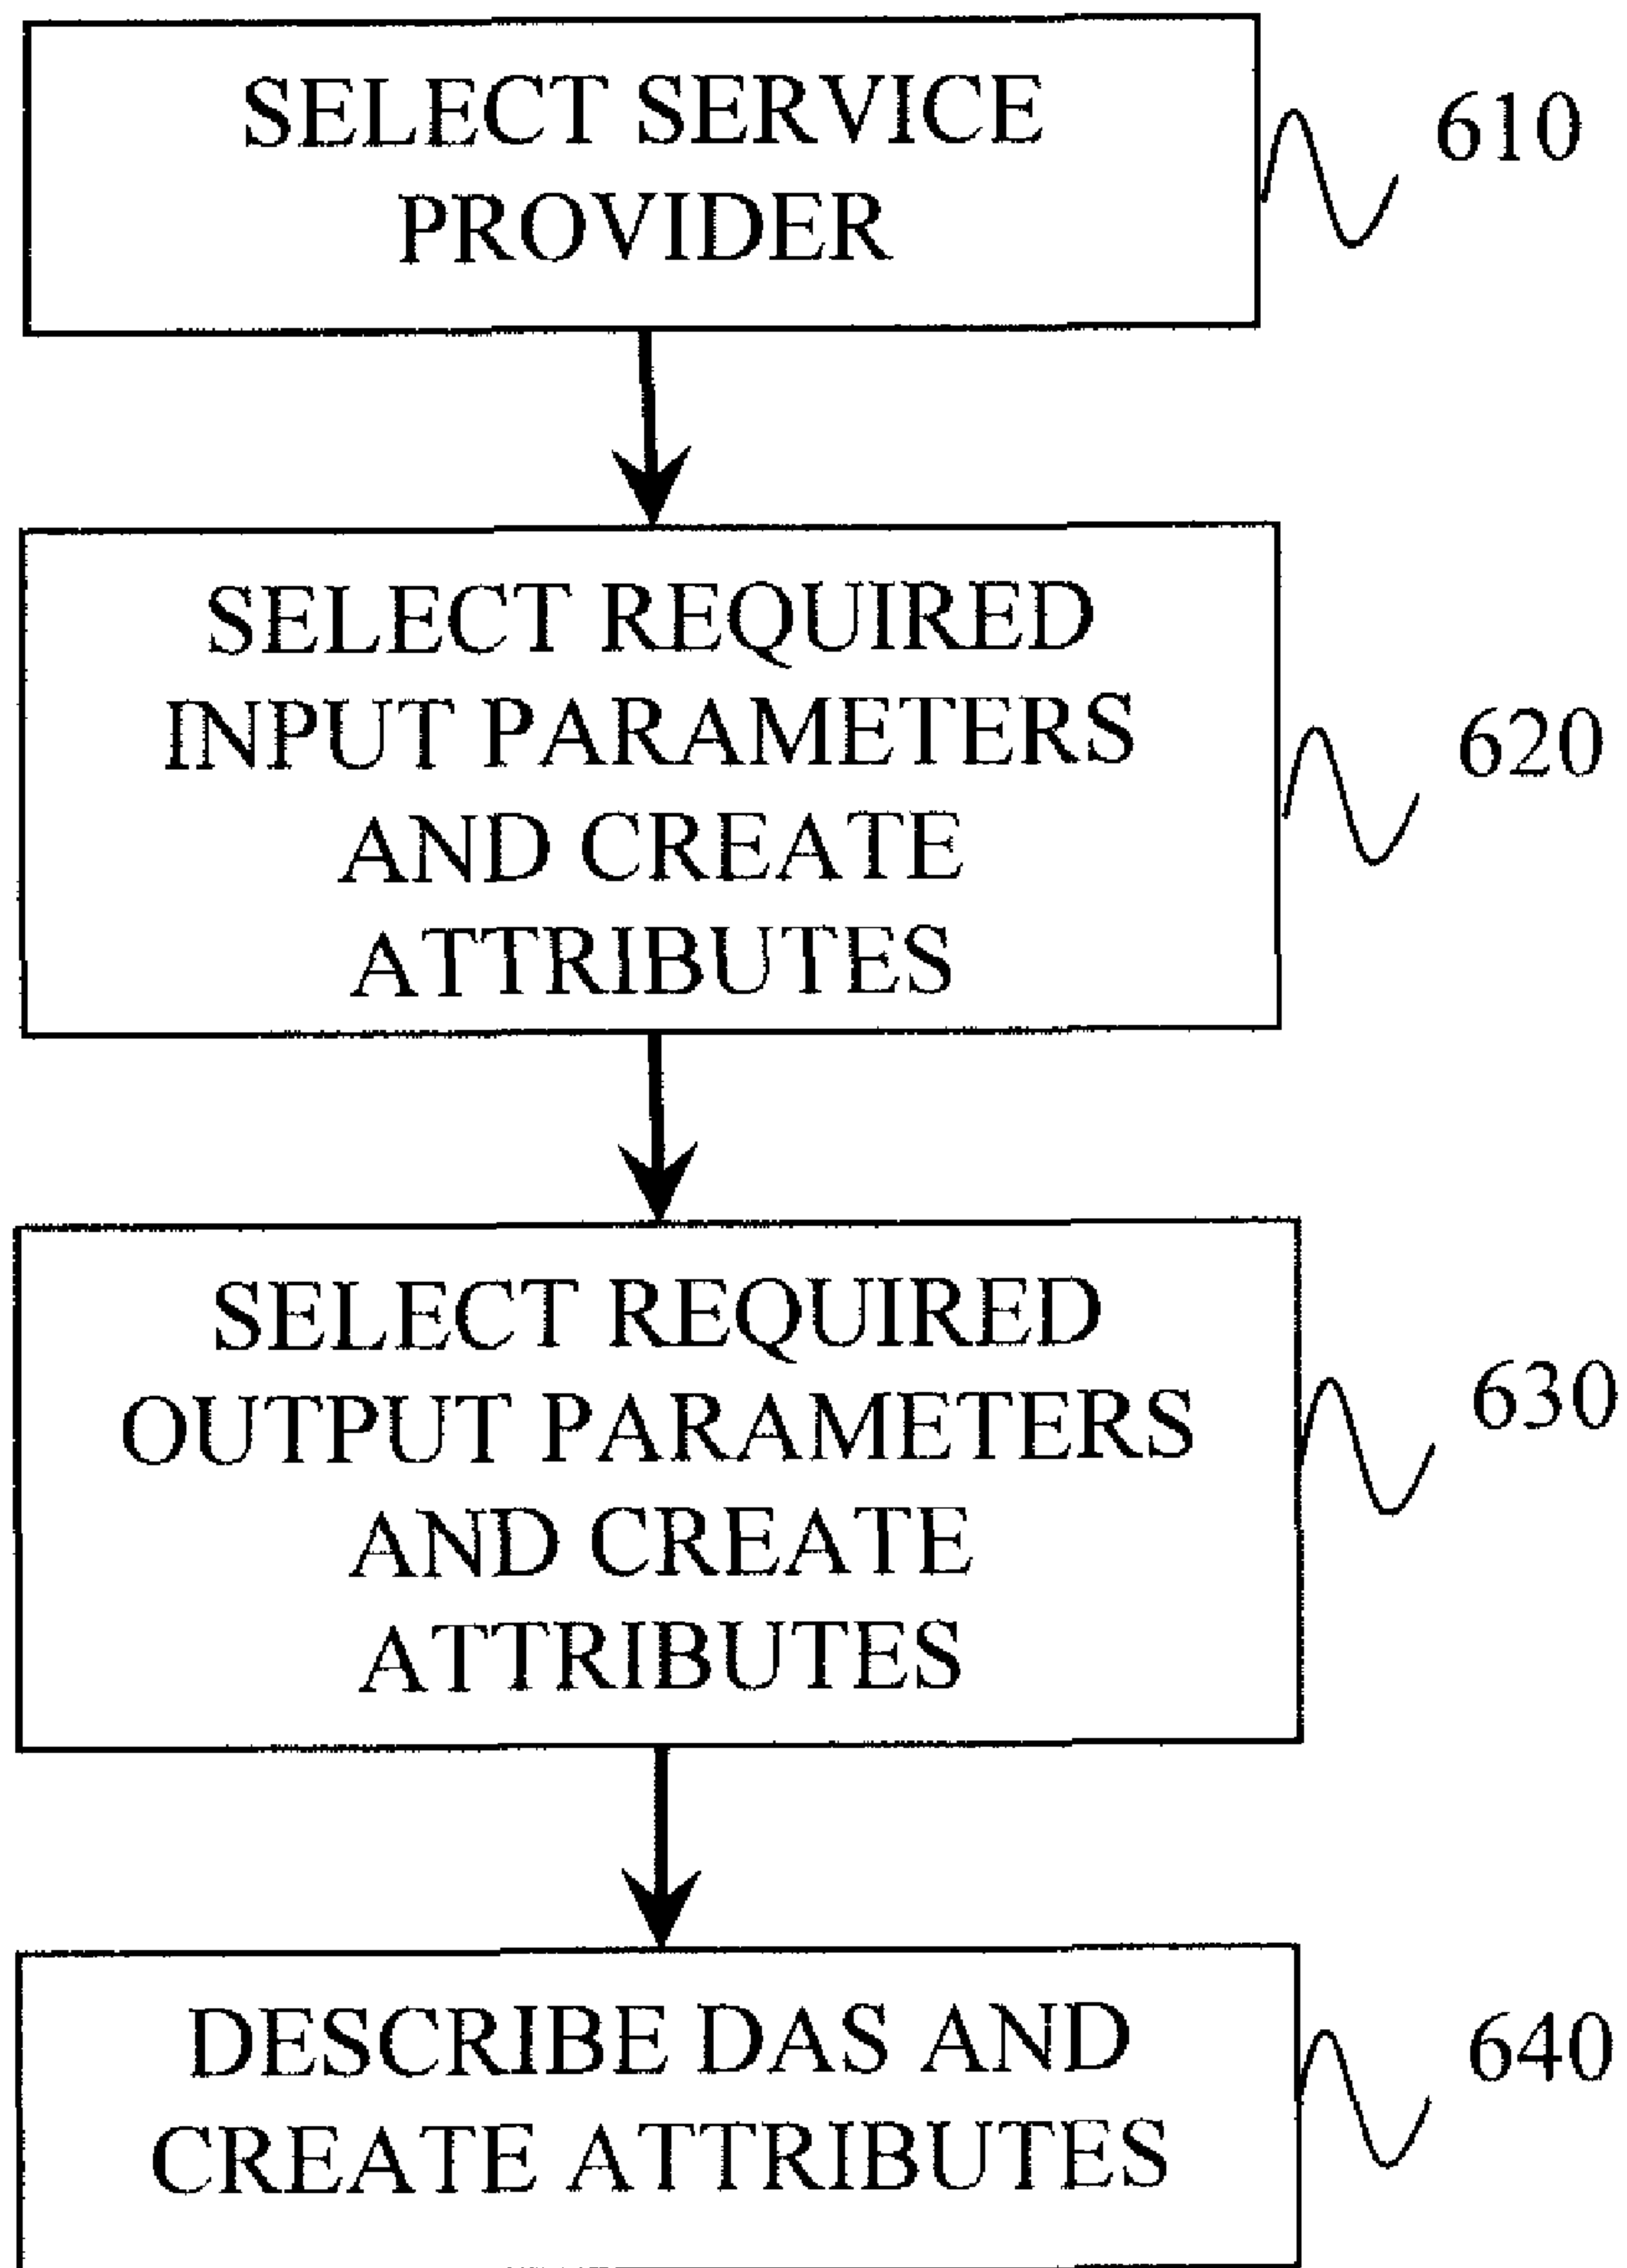 SELECT SERVICE
PROVIDER
610
SELECT REQUIRED
INPUT PARAMETERS
AND CREATE
ATTRIBUTES
620
SELECT REQUIRED
OUTPUT PARAMETERS
AND CREATE
ATTRIBUTES
630
DESCRIBE DAS AND
CREATE ATTRIBUTES
640